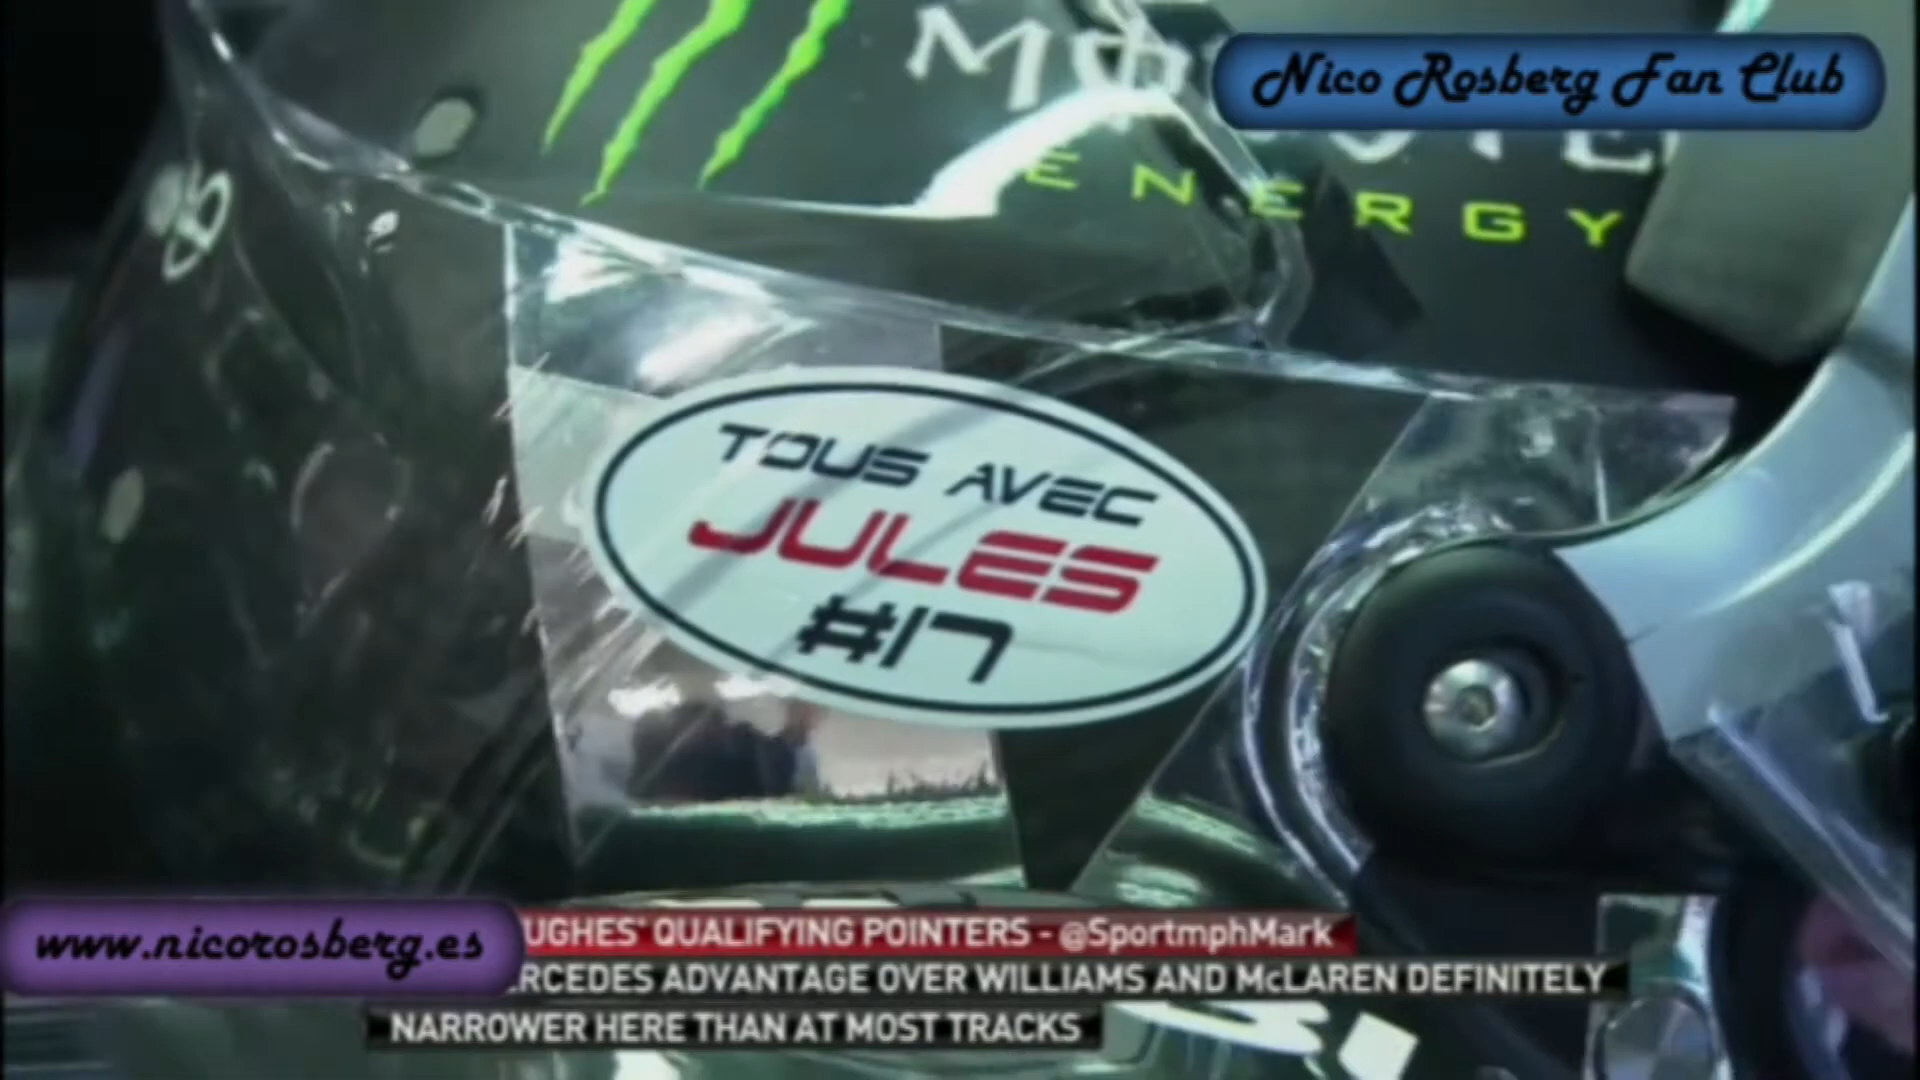 Nico Rosberg Fan Club
ENERGY
TOUS AVEC
JULES
#17
UGHES' QUALIFYING POINTERS - @SportmphMark
www.nicorosberg.es
RCEDES ADVANTAGE OVER WILLIAMS AND McLAREN DEFINITELY
NARROWER HERE THAN AT MOST TRACKS